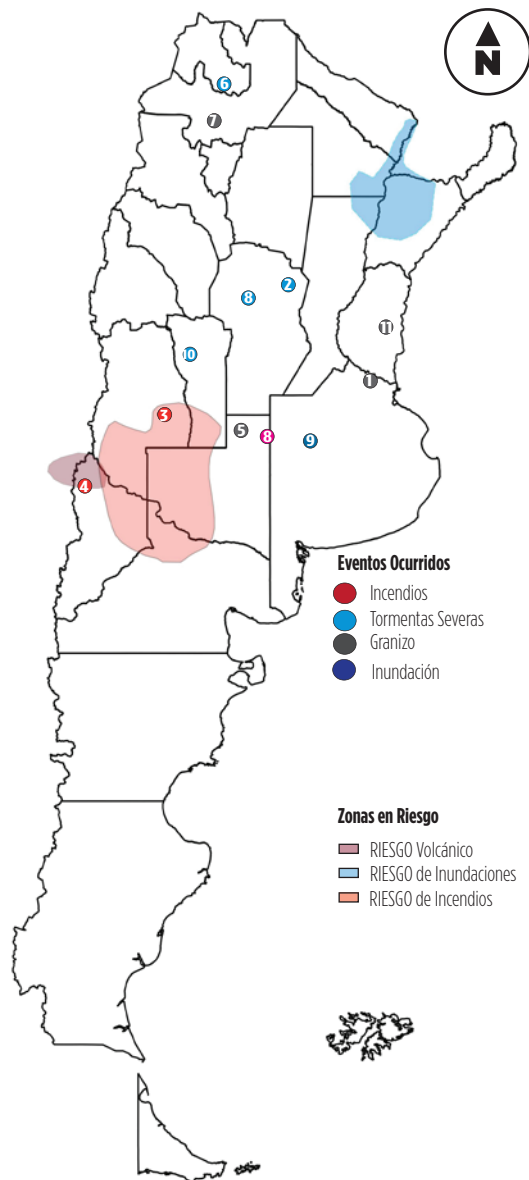 N
6
7
2
8
11
10
1
3
5
8
9
4
Eventos Ocurridos
Incendios
Tormentas Severas
Granizo
Inundación
Zonas en Riesgo
RIESGO Volcánico
RIESGO de Inundaciones
RIESGO de Incendios